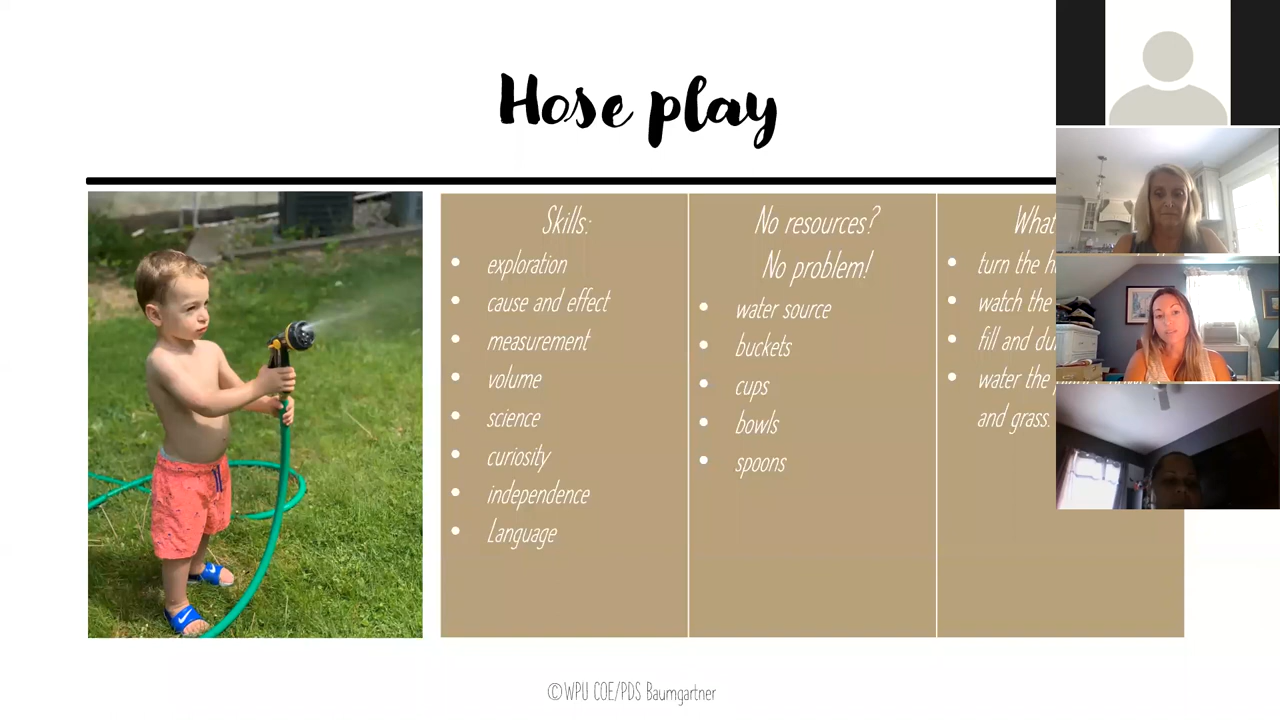 Hose play
Skills:
exploration
cause and effect
measurement
volume
science
curiosity
independence
Language
No resources?
No problem!
water source
buckets
cups
bowls
spoons
What
turn the
watch the
fill and
water the
and grass.
©WPU COE/PDS Baumgartner